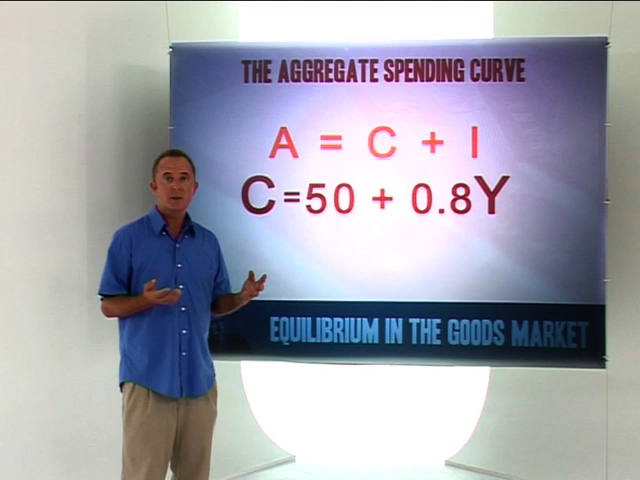 THE AGGREGATE SPENDING CURVE
A = C + I
C=50 + 0.8Y
EQUILIBRIUM IN THE GOODS MARKET